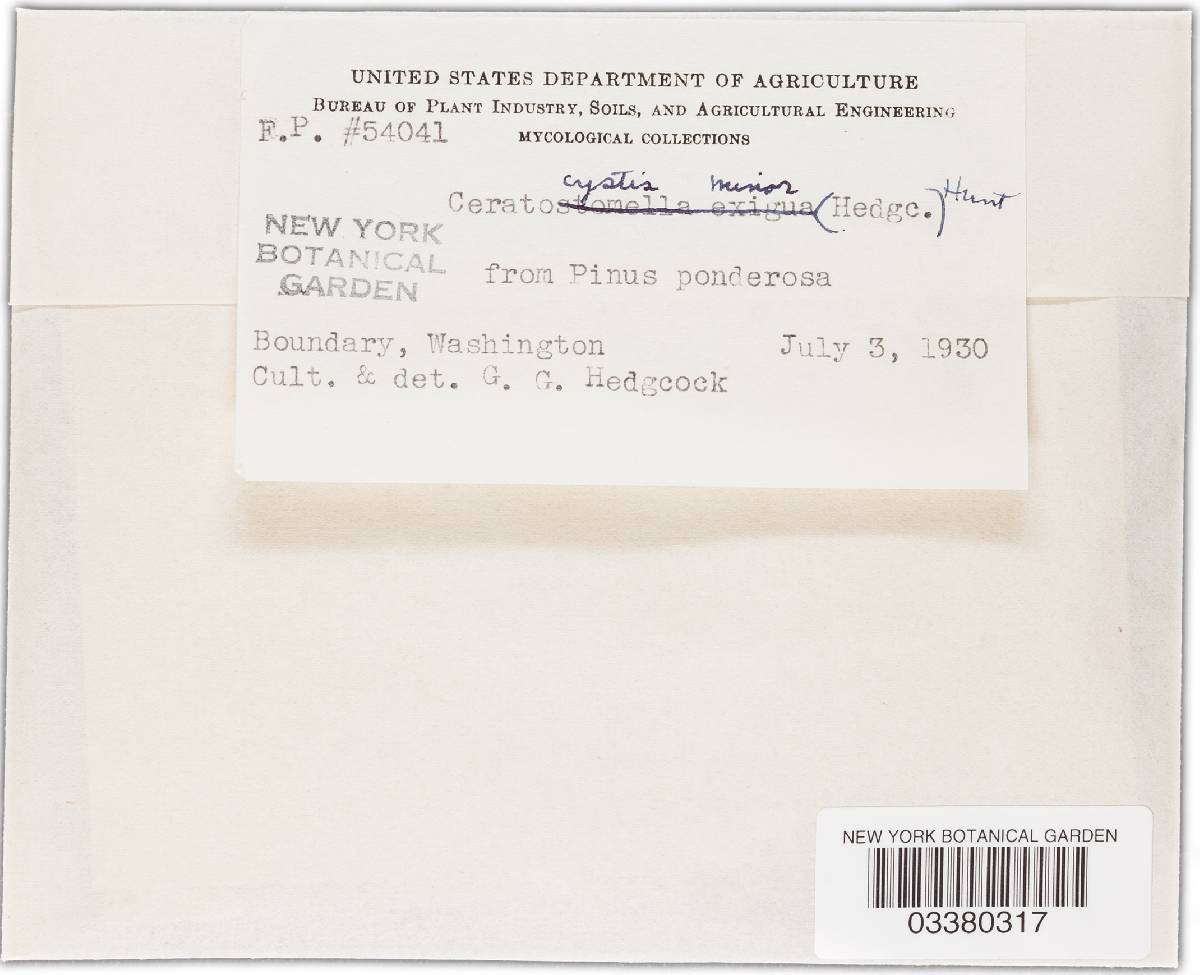 UNITED STATES DEPARTMENT OF AGRICULTURE
BUREAU OF PLANT INDUSTRY, SOILS, AND AGRICULTURAL ENGINEERING
F.P. #54041 MYCOLOGICAL COLLECTIONS
cystis minor
Ceratostomella exigua (Hedgc.) Hunt
NEW YORK
BOTANICAL
GARDEN
from Pinus ponderosa
Boundary, Washington July 3, 1930
Cult. & det. G. G. Hedgcock
NEW YORK BOTANICAL GARDEN
03380317